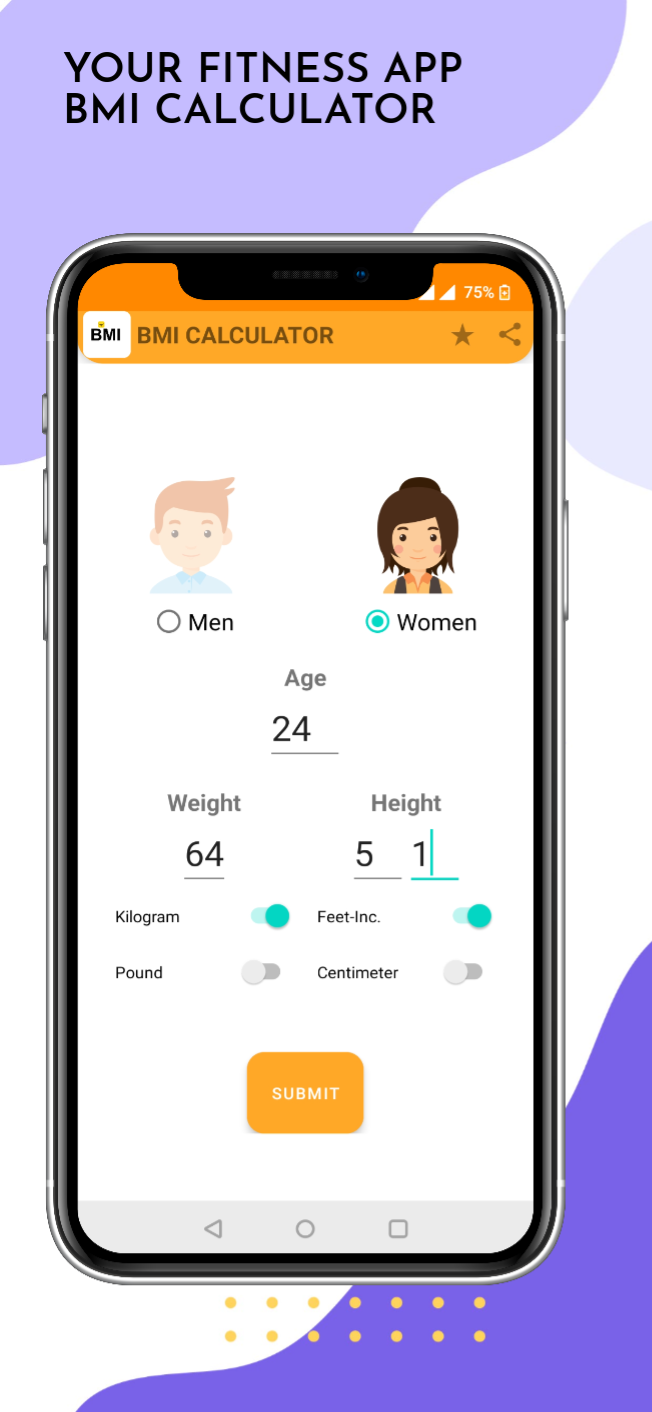 YOUR FITNESS APP
BMI CALCULATOR
75%
BMI BMI CALCULATOR
Men Women
Age
24
Weight Height
64 5 1
Kilogram Feet-Inc.
Pound Centimeter
SUBMIT